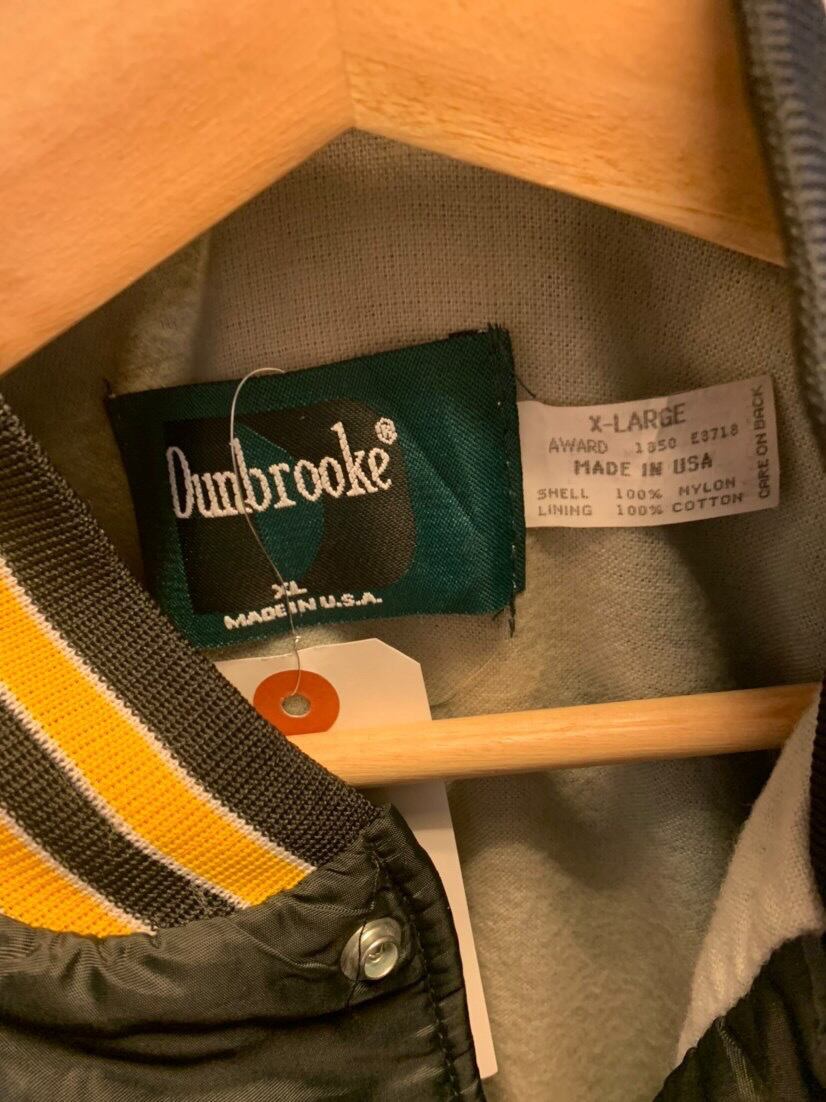 Dunbrooke®
XL
MADE IN U.S.A.
X-LARGE
AWARD 1850 E8718
MADE IN USA
SHELL 100% NYLON
LINING 100% COTTON
CARE ON BACK